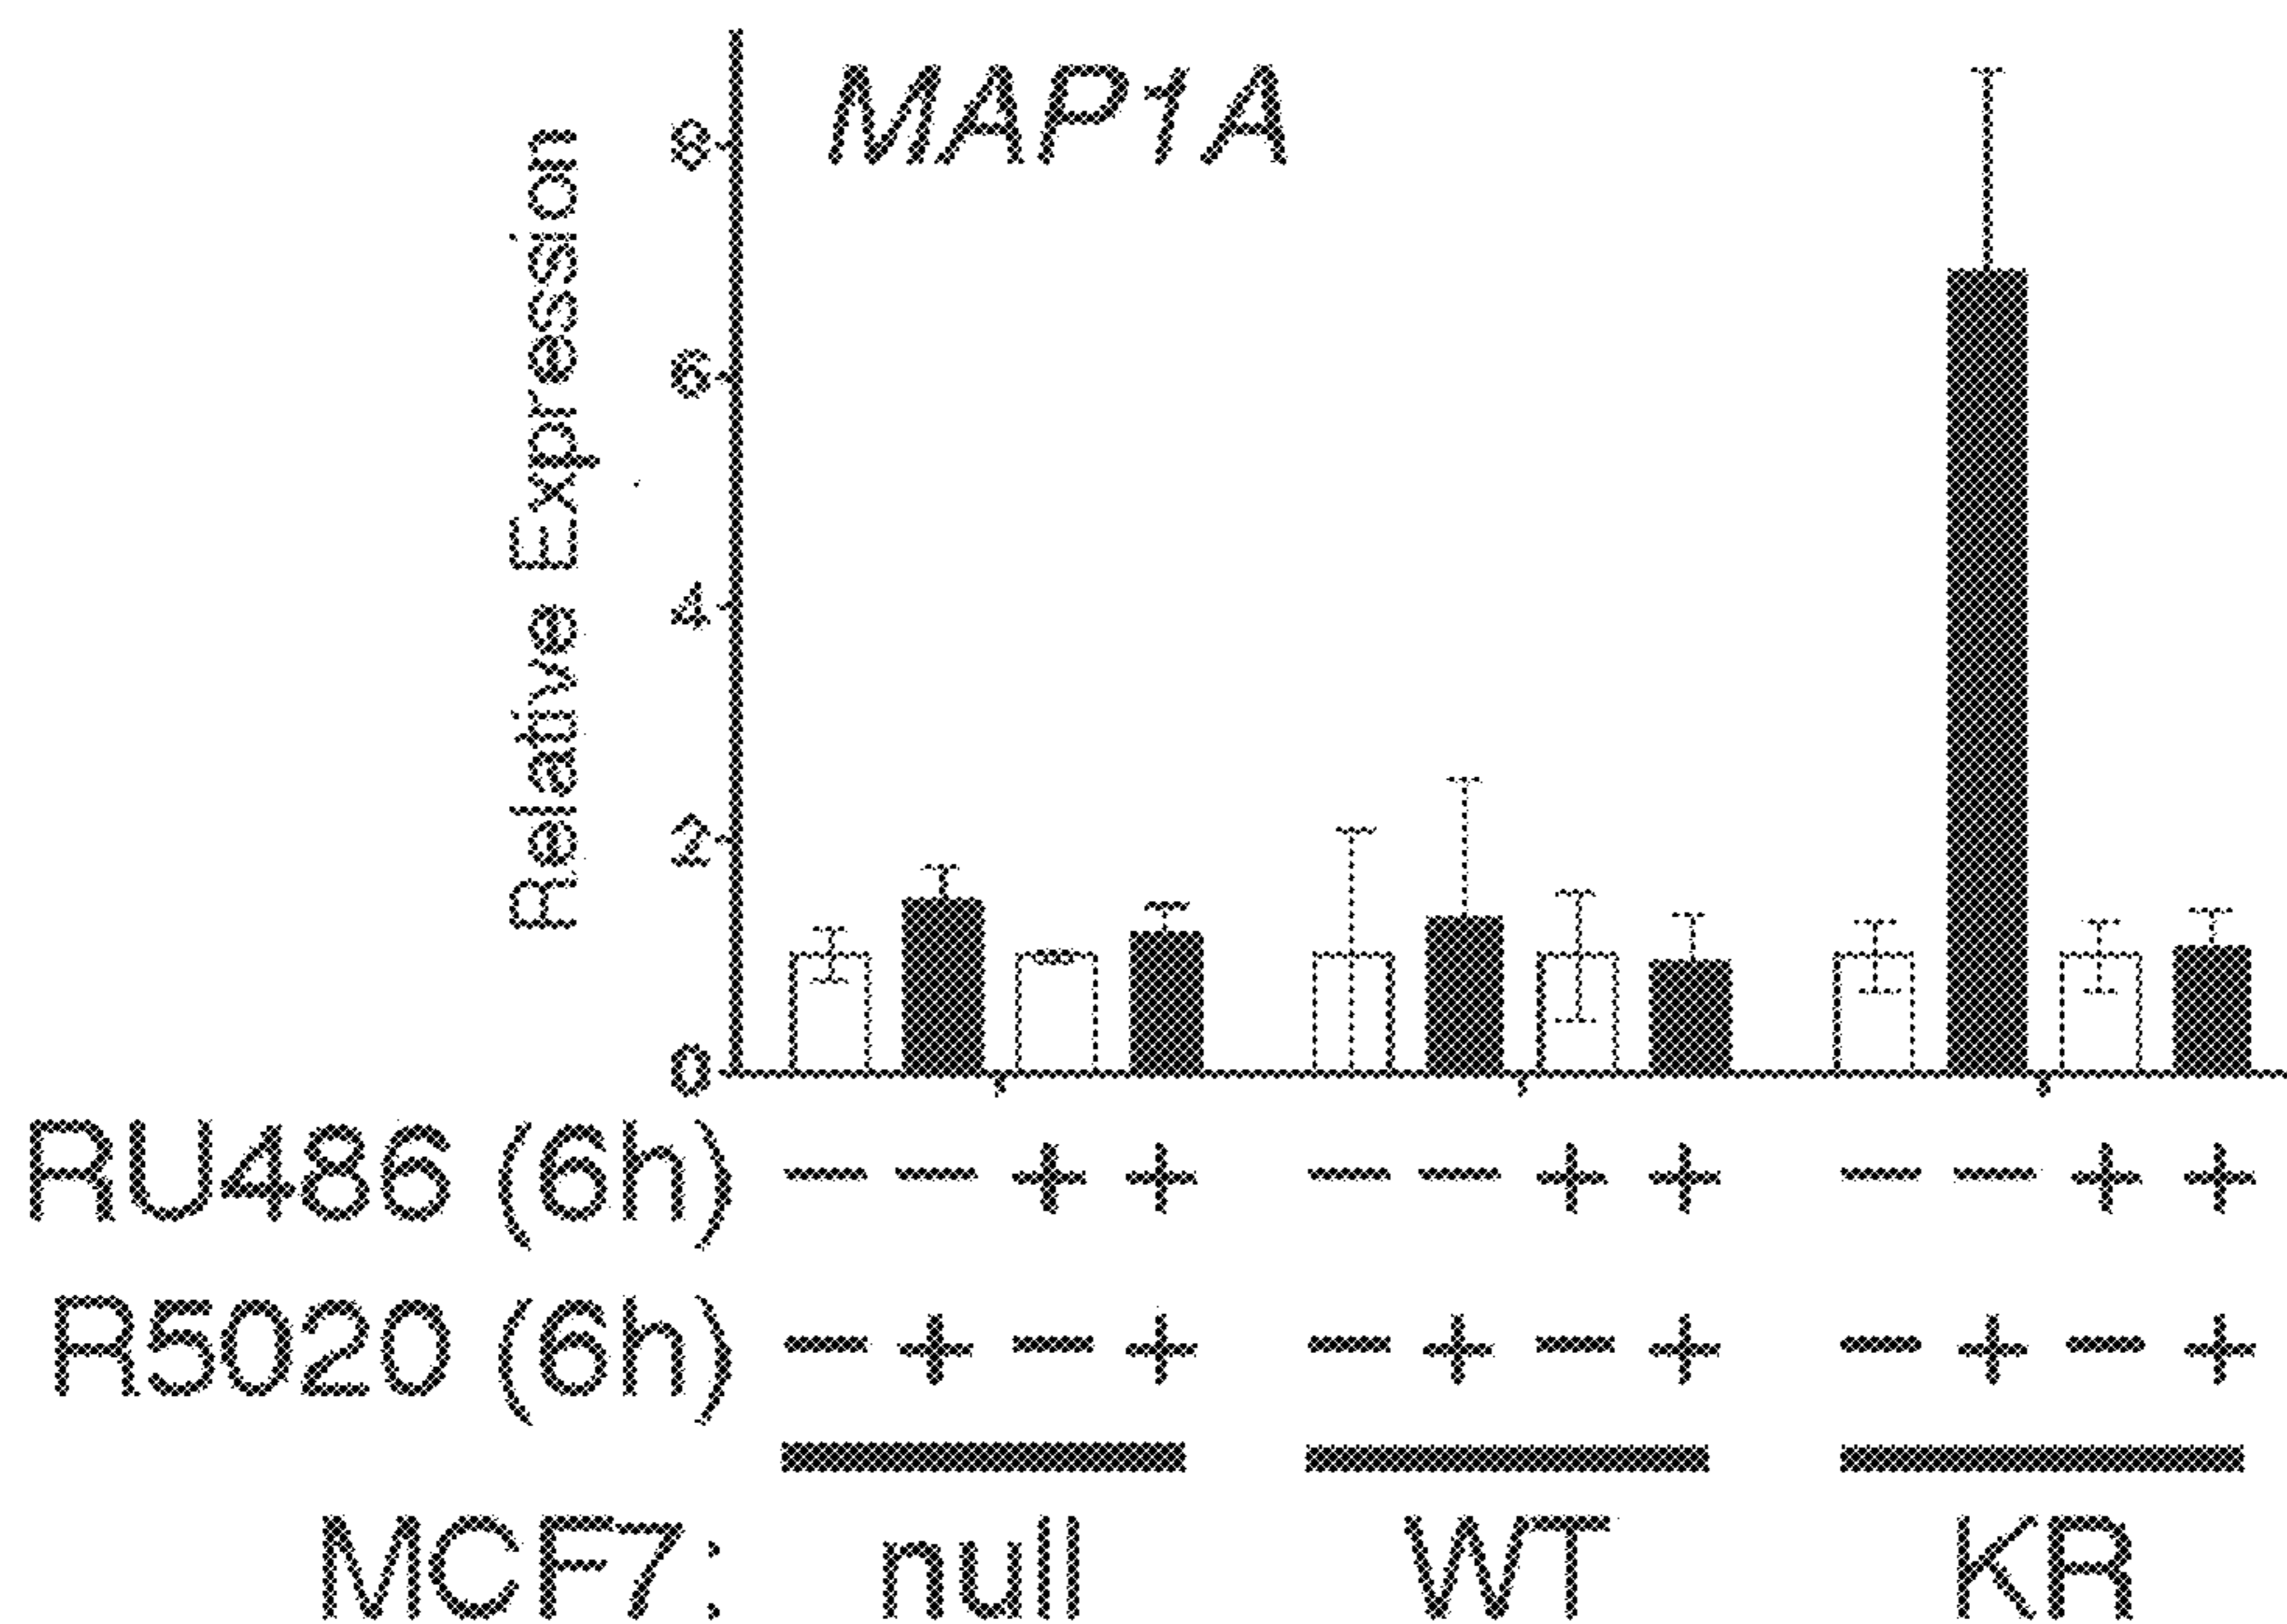 MAP1A
Relative Expression
8
6
4
2
0
RU486 (6h) − − + + − − + + − − + +
R5020 (6h) − + − + − + − + − + − +
MCF7: null WT KR